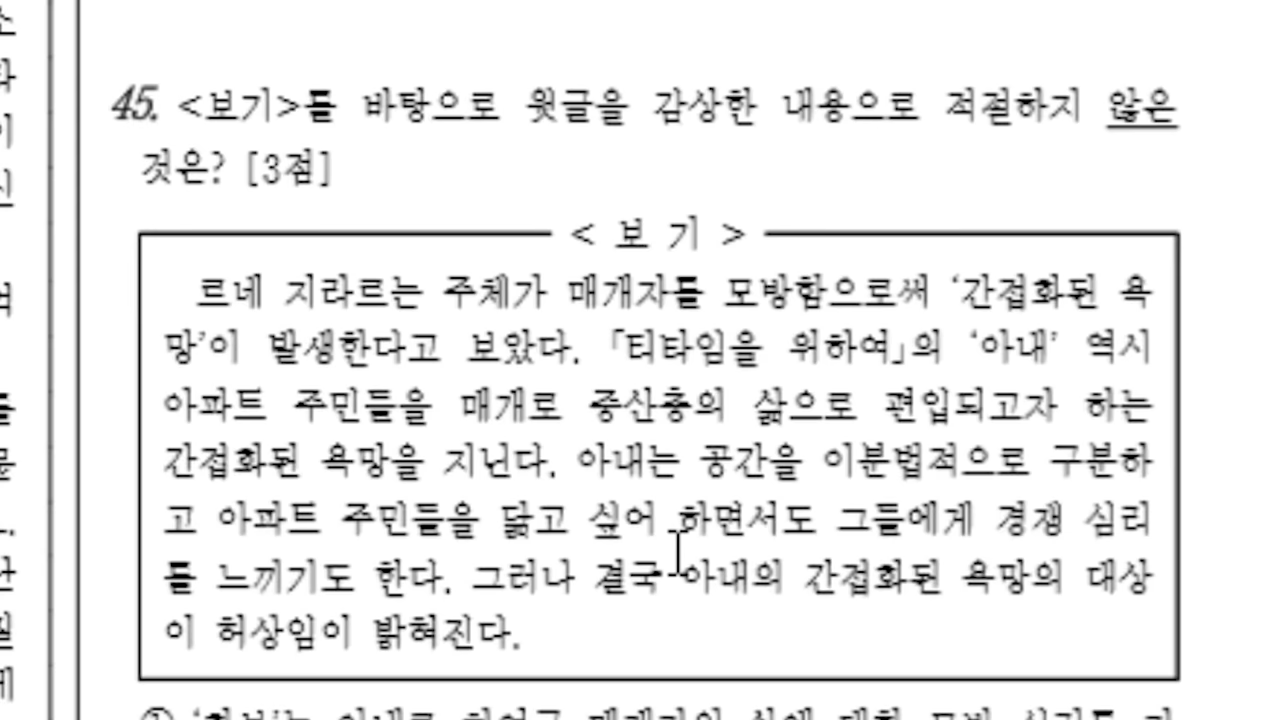 45. <보기>를 바탕으로 윗글을 감상한 내용으로 적절하지 않은
것은? [3점]
< 보 기 >
르네 지라르는 주체가 매개자를 모방함으로써 ‘간접화된 욕
망’이 발생한다고 보았다. 「티타임을 위하여」의 ‘아내’ 역시
아파트 주민들을 매개로 중산층의 삶으로 편입되고자 하는
간접화된 욕망을 지닌다. 아내는 공간을 이분법적으로 구분하
고 아파트 주민들을 닮고 싶어 하면서도 그들에게 경쟁 심리
를 느끼기도 한다. 그러나 결국 아내의 간접화된 욕망의 대상
이 허상임이 밝혀진다.